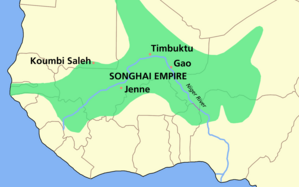 Timbuktu
Koumbi Saleh
Gao
SONGHAI EMPIRE
Jenne
Niger River